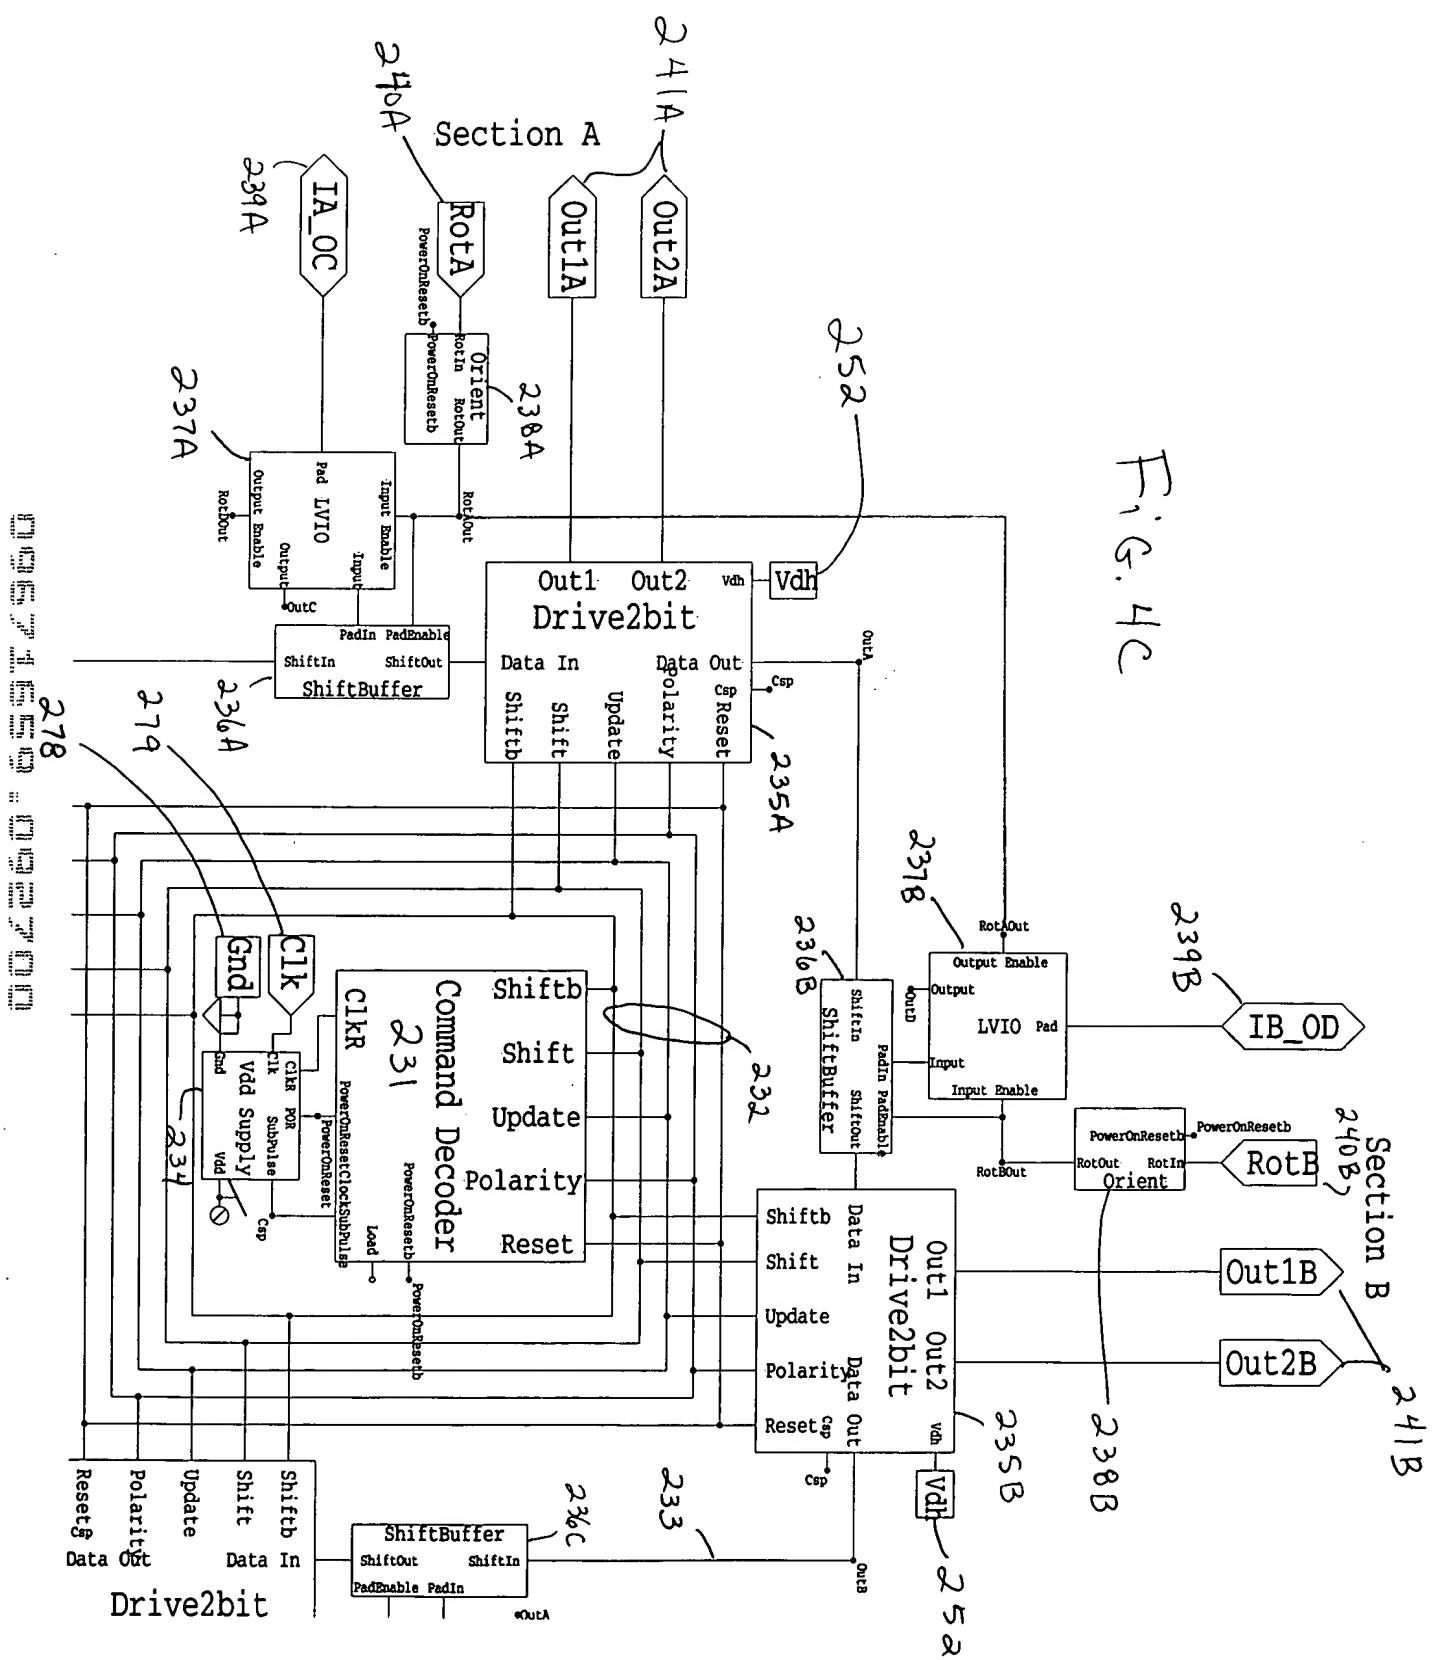 FiG. 4C
Section A
241A
240A
239A
IA_OC
RotA
PowerOnResetb
Out1A
Out2A
252
Vdh
Orient
RotIn RotOut
PowerOnResetb
238A
237A
Pad LVIO
Input Enable
Output Enable
Output
Input
RotDOut
RotAOut
OutC
PadIn PadEnable
ShiftIn ShiftOut
ShiftBuffer
236A
Out1 Out2 Vdh
Drive2bit
Data In Data Out
Shiftb
Shift
Update
Polarity
Csp
Reset
Csp
OutA
235A
279
278
Gnd
Clk
Command Decoder
231
ClkR
Shiftb
Shift
Update
Polarity
Reset
PowerOnResetClockSubPulse
PowerOnResetb
Load
PowerOnResetb
PowerOnReset
232
Gnd
Clk
ClkR POR
SubPulse
Vdd Supply
Vdd
234
Csp
237B
236B
239B
RotAOut
Output Enable
Output
LVIO Pad
Input
Input Enable
OutD
IB_OD
ShiftIn ShiftOut
ShiftBuffer
PadIn PadEnable
RotBOut
PowerOnResetb
PowerOnResetb
RotOut RotIn
Orient
RotB
240B
Section B
Out1B
Out2B
241B
238B
235B
Out1 Out2 Vdh
Drive2bit
Data In Data Out
Shiftb
Shift
Update
Polarity
Reset
Csp
Csp
Vdh
252
OutB
233
236C
ShiftBuffer
ShiftOut ShiftIn
PadEnable PadIn
OutA
Reset
Polarity
Update
Shift
Shiftb
Csp
Data Out Data In
Drive2bit
09671659.092700